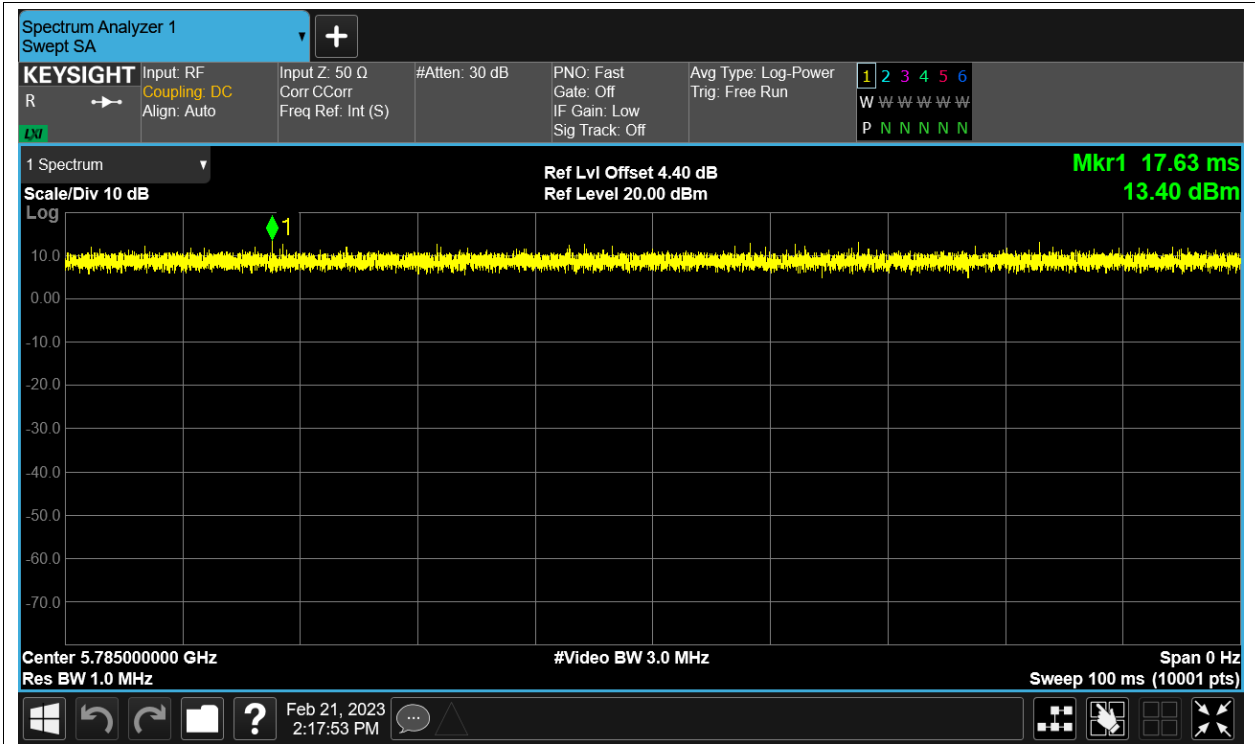 Spectrum Analyzer 1
Swept SA
KEYSIGHT
R
LXI
Input: RF
Coupling: DC
Align: Auto
Input Z: 50 Ω
Corr CCorr
Freq Ref: Int (S)
#Atten: 30 dB
PNO: Fast
Gate: Off
IF Gain: Low
Sig Track: Off
Avg Type: Log-Power
Trig: Free Run
1 2 3 4 5 6
W W W W W W
P N N N N N
1 Spectrum
Scale/Div 10 dB
Ref Lvl Offset 4.40 dB
Ref Level 20.00 dBm
Mkr1 17.63 ms
13.40 dBm
Log
1
10.0
0.00
-10.0
-20.0
-30.0
-40.0
-50.0
-60.0
-70.0
Center 5.785000000 GHz
#Video BW 3.0 MHz
Span 0 Hz
Res BW 1.0 MHz
Sweep 100 ms (10001 pts)
?
Feb 21, 2023
2:17:53 PM